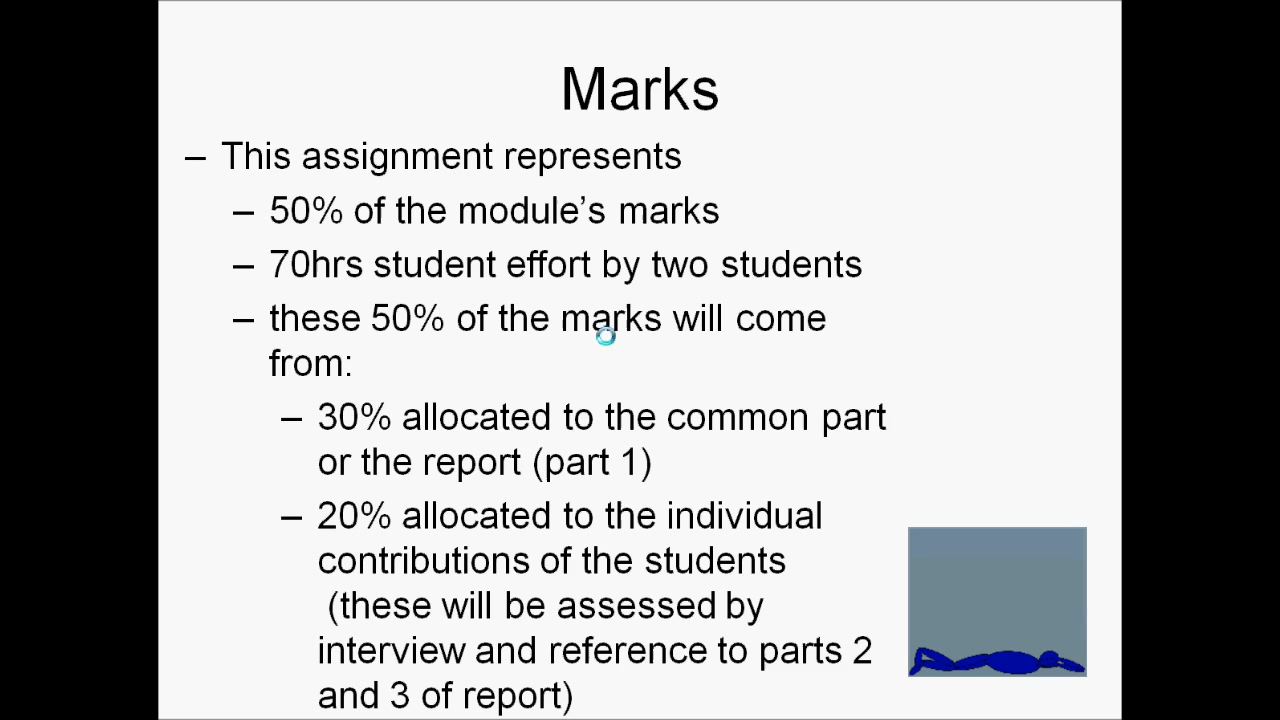 Marks
– This assignment represents
– 50% of the module’s marks
– 70hrs student effort by two students
– these 50% of the marks will come
from:
– 30% allocated to the common part
or the report (part 1)
– 20% allocated to the individual
contributions of the students
(these will be assessed by
interview and reference to parts 2
and 3 of report)